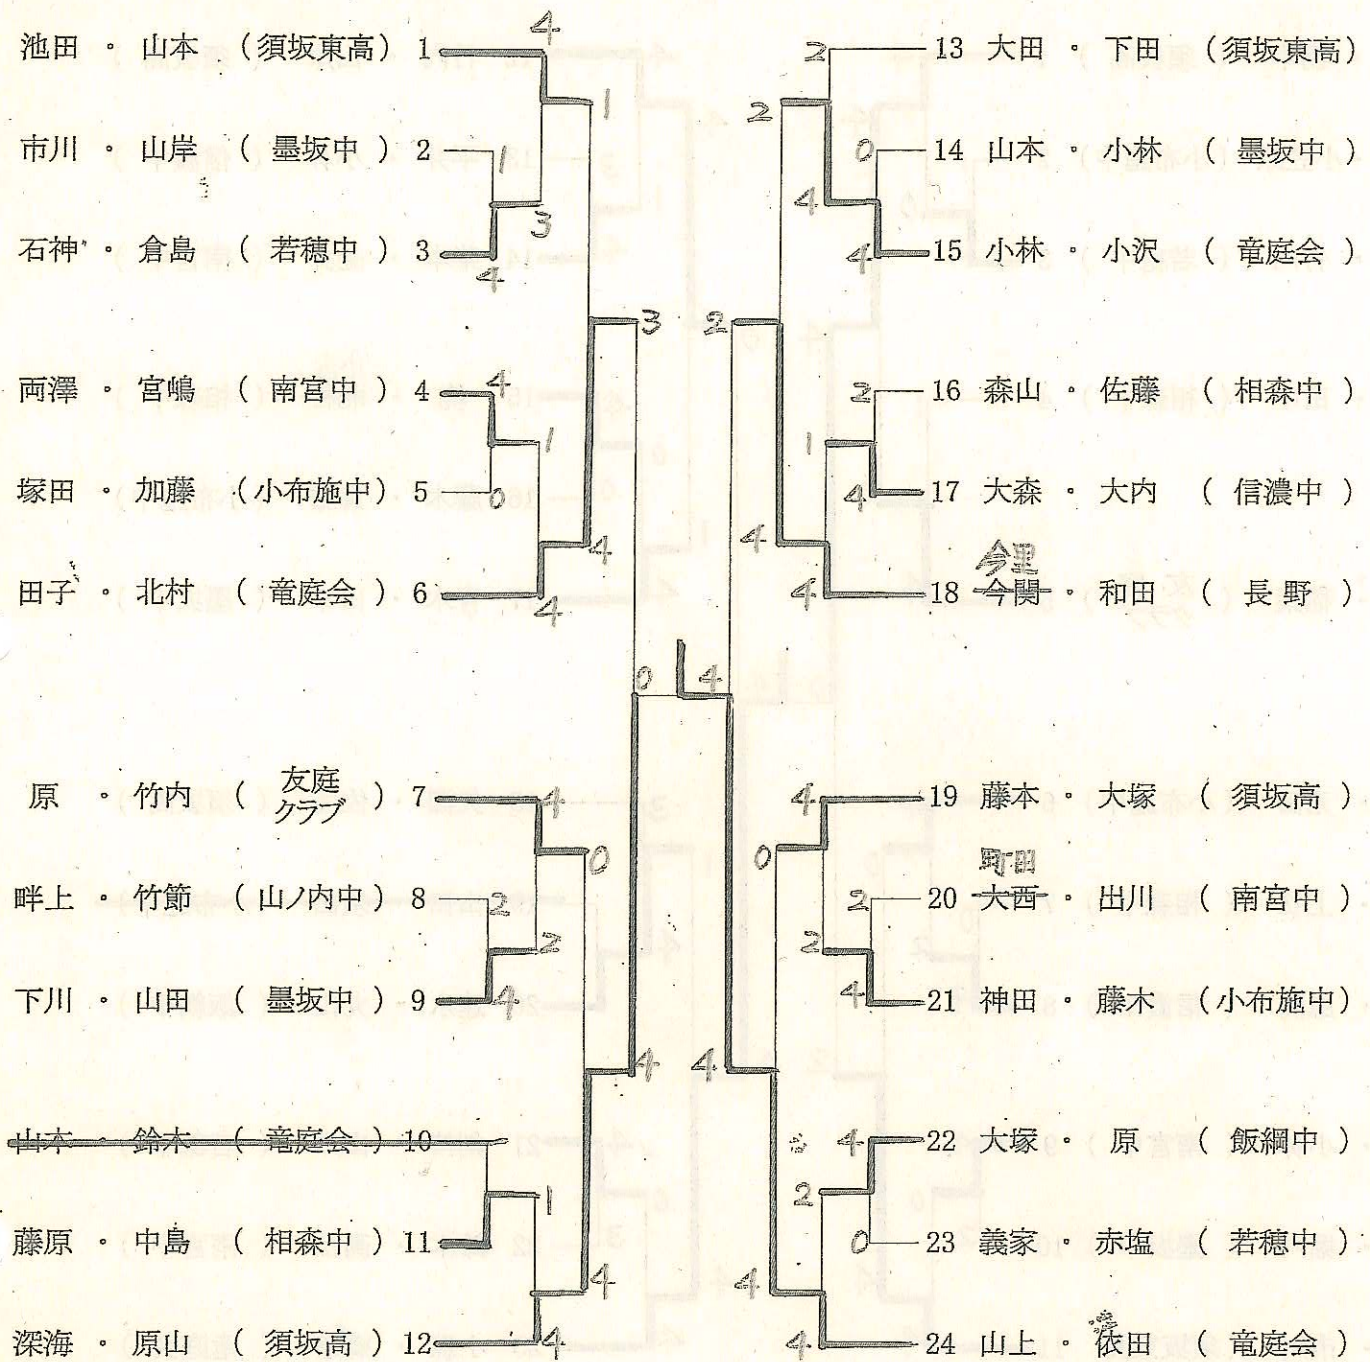 池田 ・ 山本 (須坂東高) 1
市川 ・ 山岸 ( 墨坂中 ) 2
石神 ・ 倉島 ( 若穂中 ) 3
両澤 ・ 宮嶋 ( 南宮中 ) 4
塚田 ・ 加藤 (小布施中) 5
田子 ・ 北村 ( 竜庭会 ) 6
原 ・ 竹内 ( 友庭クラブ ) 7
畔上 ・ 竹節 (山ノ内中) 8
下川 ・ 山田 ( 墨坂中 ) 9
山本 ・ 鈴木 ( 竜庭会 ) 10
藤原 ・ 中島 ( 相森中 ) 11
深海 ・ 原山 ( 須坂高 ) 12
4
1
1
3
4
4
1
0
4
4
3
0
4
0
2
2
4
4
1
4
4
13 大田 ・ 下田 (須坂東高)
14 山本 ・ 小林 ( 墨坂中 )
15 小林 ・ 小沢 ( 竜庭会 )
16 森山 ・ 佐藤 ( 相森中 )
17 大森 ・ 大内 ( 信濃中 )
今里
18 今関 ・ 和田 ( 長野 )
19 藤本 ・ 大塚 ( 須坂高 )
町田
20 大西 ・ 出川 ( 南宮中 )
21 神田 ・ 藤木 (小布施中)
22 大塚 ・ 原 ( 飯綱中 )
23 義家 ・ 赤塩 ( 若穂中 )
24 山上 ・ 依田 ( 竜庭会 )
2
2
0
4
4
2
2
1
4
4
4
4
4
0
2
2
4
4
4
2
0
4
4